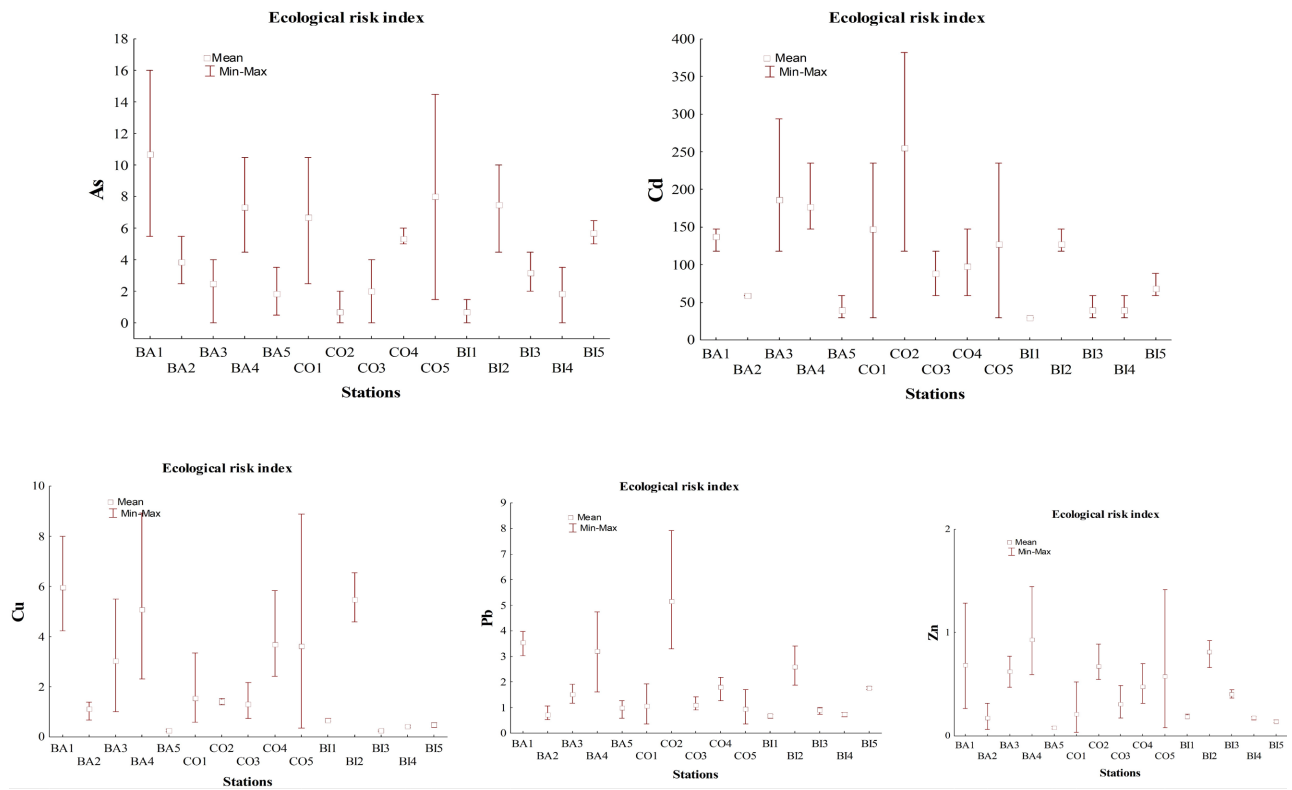 Ecological risk index
As
18
16
14
12
10
8
6
4
2
0
Mean
Min-Max
BA1 BA3 BA5 CO2 CO4 BI1 BI3 BI5
BA2 BA4 CO1 CO3 CO5 BI2 BI4
Stations
Ecological risk index
Cd
400
350
300
250
200
150
100
50
0
Mean
Min-Max
BA1 BA3 BA5 CO2 CO4 BI1 BI3 BI5
BA2 BA4 CO1 CO3 CO5 BI2 BI4
Stations
Ecological risk index
Cu
10
8
6
4
2
0
Mean
Min-Max
BA1 BA3 BA5 CO2 CO4 BI1 BI3 BI5
BA2 BA4 CO1 CO3 CO5 BI2 BI4
Stations
Ecological risk index
Pb
9
8
7
6
5
4
3
2
1
0
Mean
Min-Max
BA1 BA3 BA5 CO2 CO4 BI1 BI3 BI5
BA2 BA4 CO1 CO3 CO5 BI2 BI4
Stations
Ecological risk index
Zn
2
1
0
Mean
Min-Max
BA1 BA3 BA5 CO2 CO4 BI1 BI3 BI5
BA2 BA4 CO1 CO3 CO5 BI2 BI4
Stations